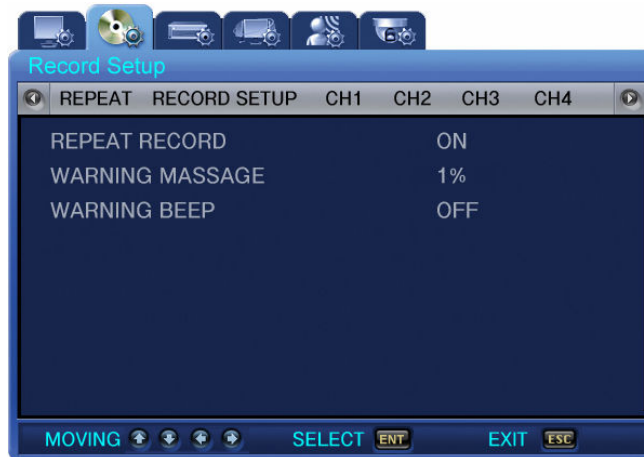 Record Setup
REPEAT RECORD SETUP CH1 CH2 CH3 CH4
REPEAT RECORD ON
WARNING MASSAGE 1%
WARNING BEEP OFF
MOVING SELECT ENT EXIT ESC